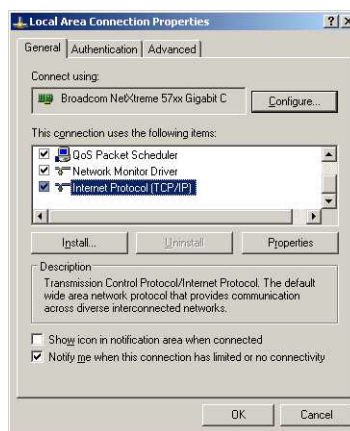 Local Area Connection Properties
General Authentication Advanced
Connect using:
Broadcom NetXtreme 57xx Gigabit C
Configure...
This connection uses the following items:
QoS Packet Scheduler
Network Monitor Driver
Internet Protocol (TCP/IP)
Install... Uninstall Properties
Description
Transmission Control Protocol/Internet Protocol. The default
wide area network protocol that provides communication
across diverse interconnected networks.
Show icon in notification area when connected
Notify me when this connection has limited or no connectivity
OK Cancel